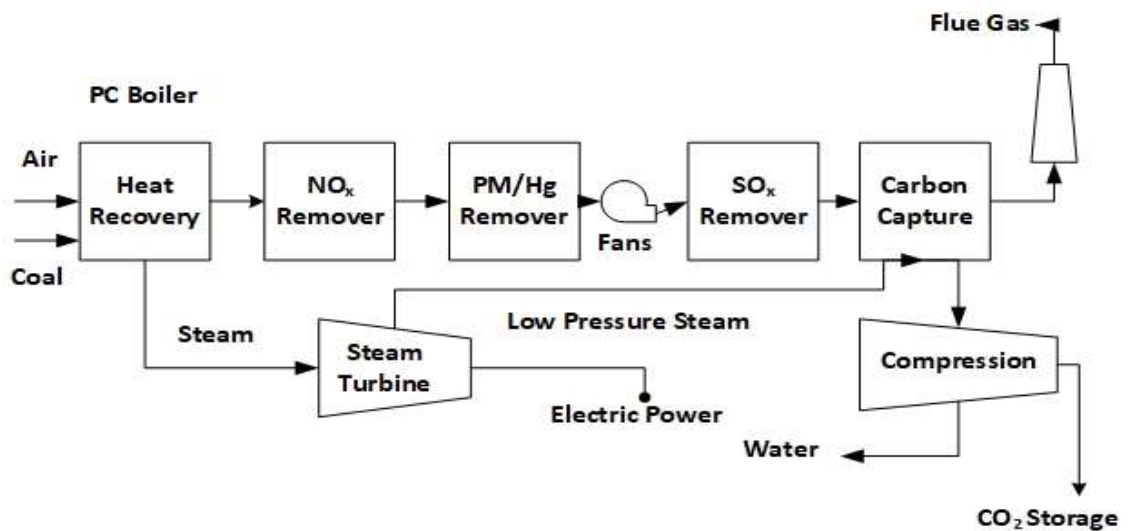 Flue Gas
PC Boiler
Air
Coal
Heat
Recovery
NOₓ
Remover
PM/Hg
Remover
Fans
SOₓ
Remover
Carbon
Capture
Steam
Steam
Turbine
Low Pressure Steam
Electric Power
Compression
Water
CO₂ Storage